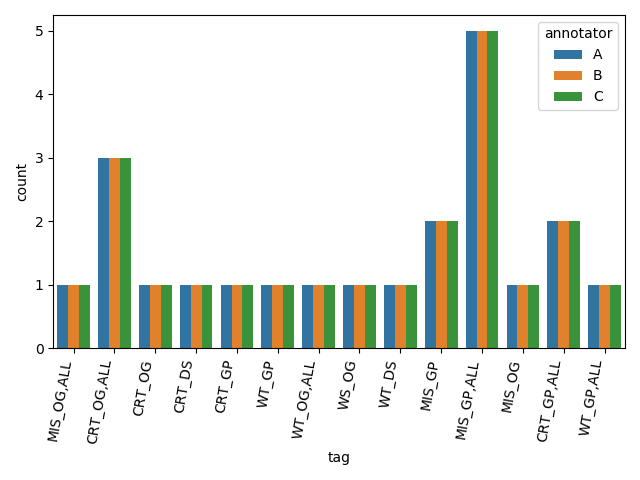 annotator
A
B
C
5
4
3
2
1
0
count
MIS_OG,ALL
CRT_OG,ALL
CRT_OG
CRT_DS
CRT_GP
WT_GP
WT_OG,ALL
WS_OG
WT_DS
MIS_GP
MIS_GP,ALL
MIS_OG
CRT_GP,ALL
WT_GP,ALL
tag